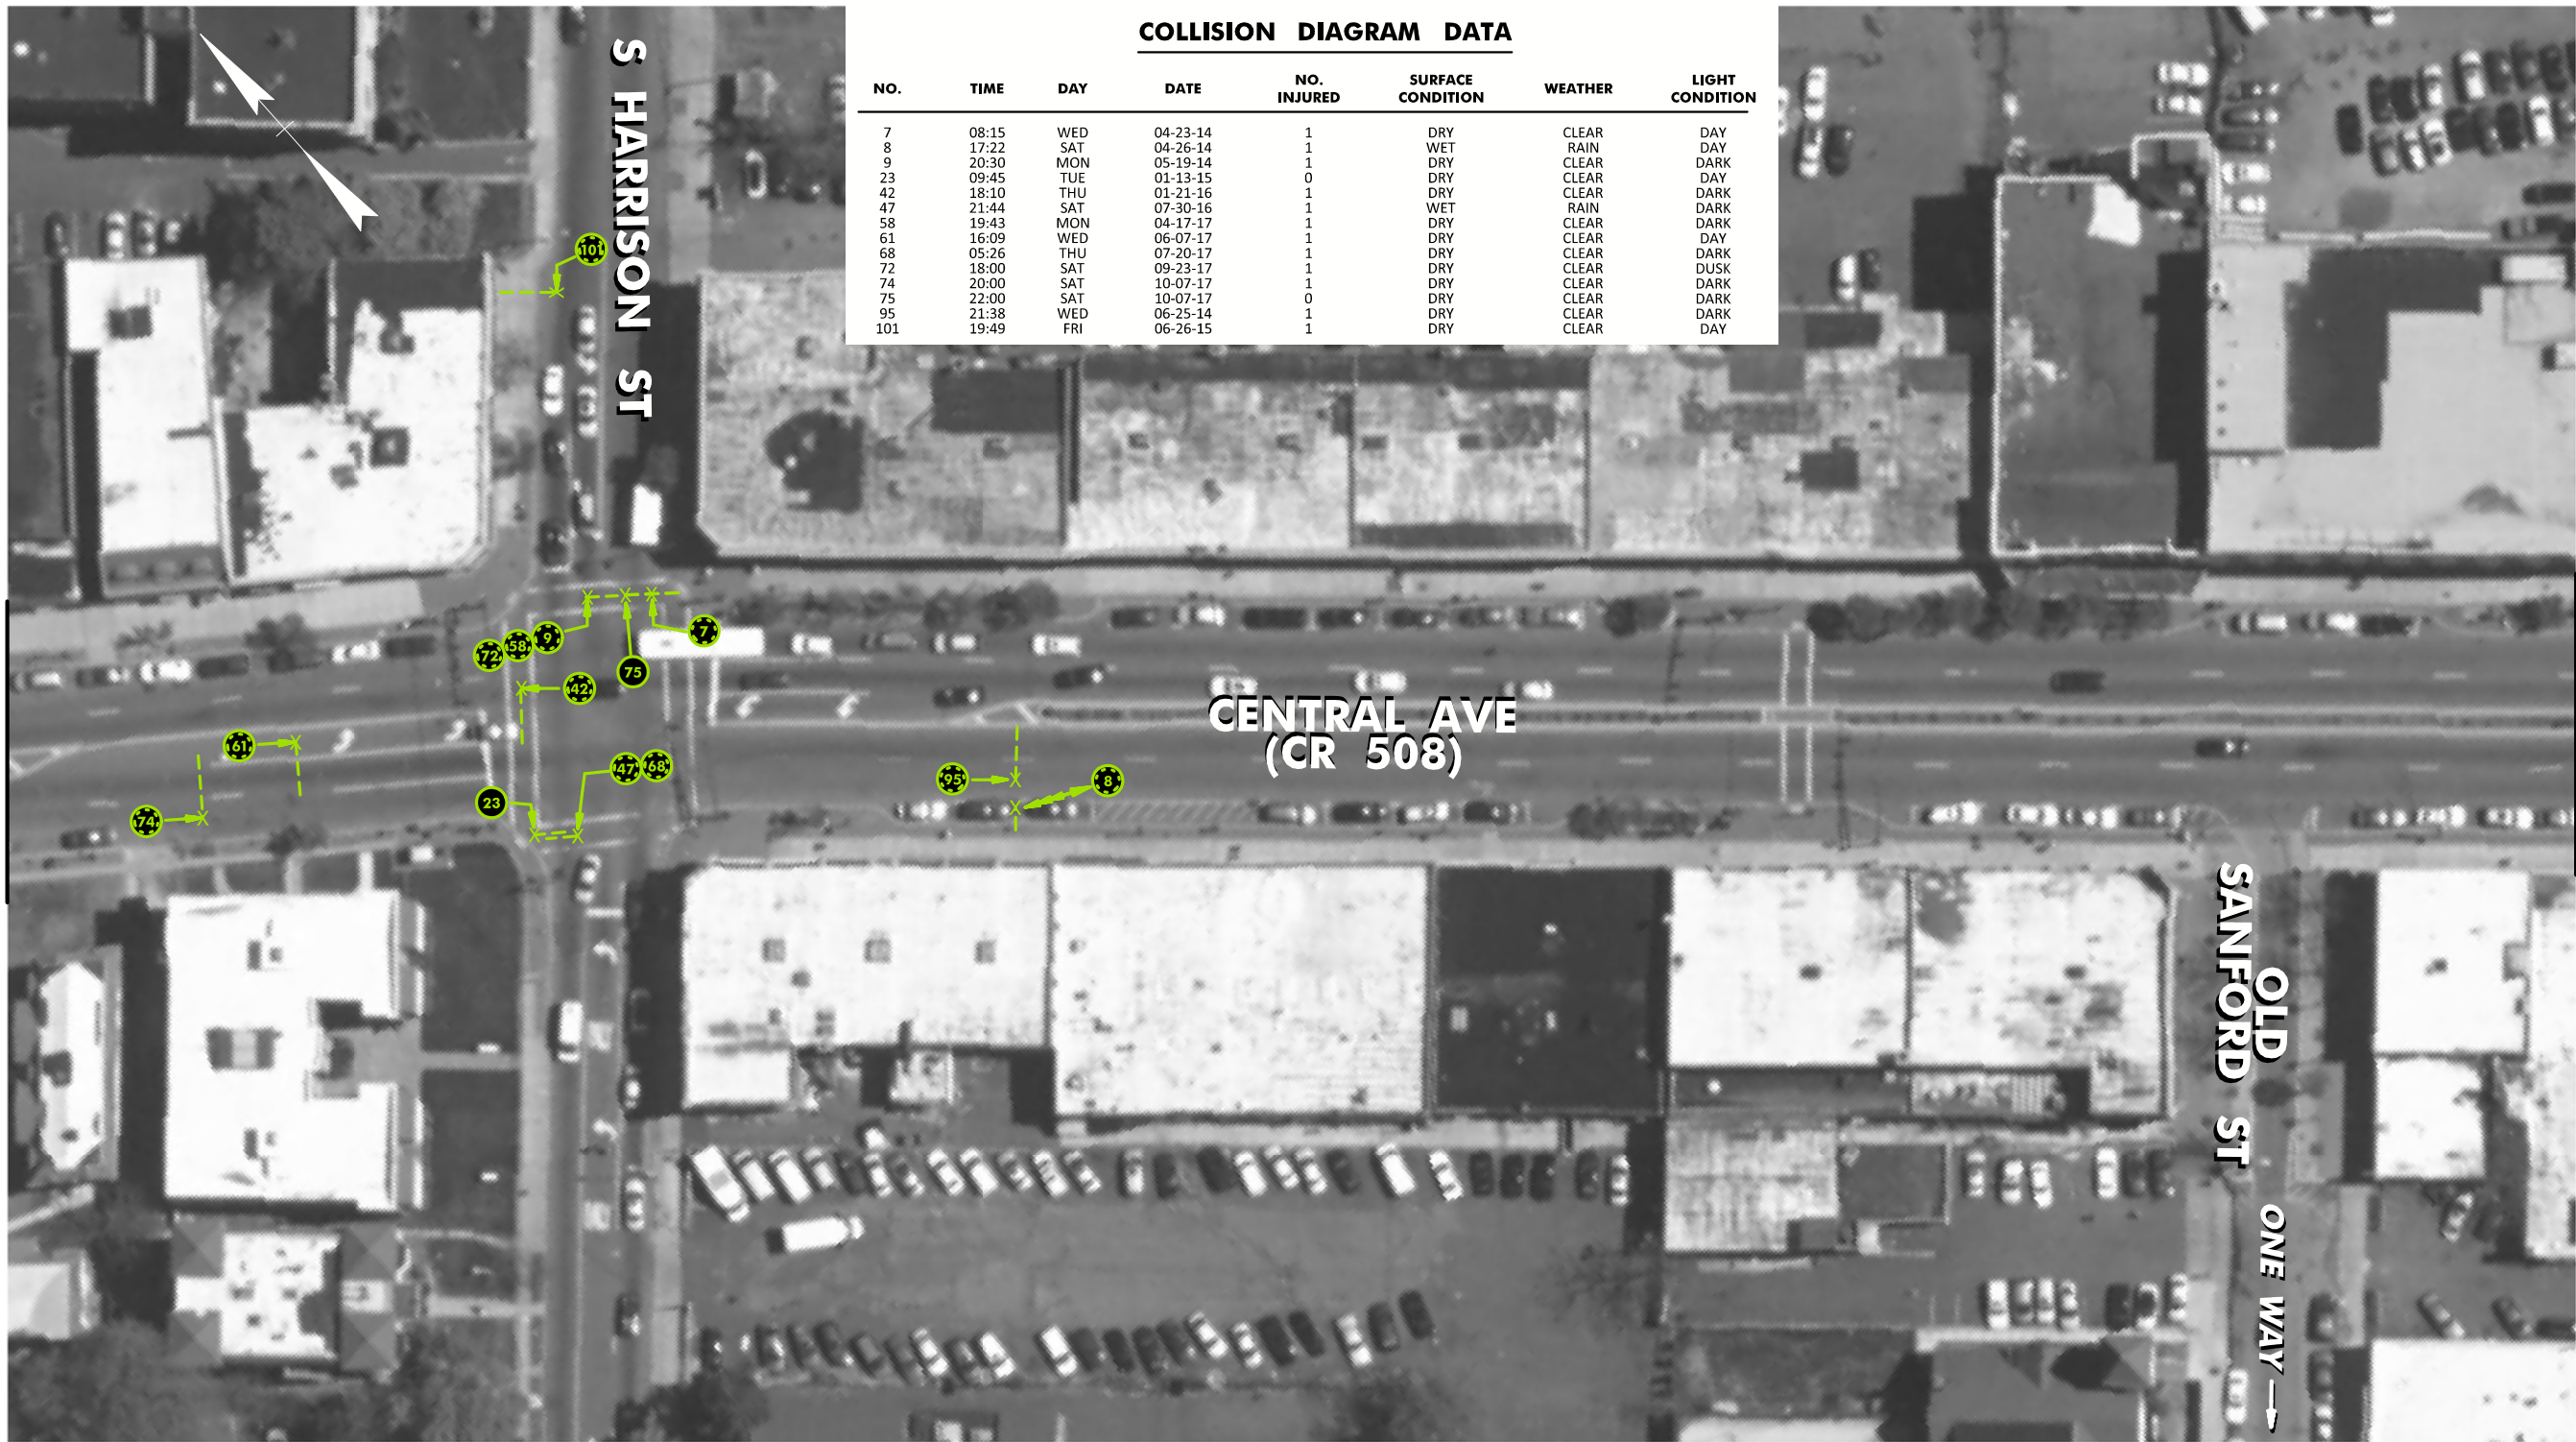 COLLISION DIAGRAM DATA
NO. TIME DAY DATE NO. INJURED SURFACE CONDITION WEATHER LIGHT CONDITION
7 08:15 WED 04-23-14 1 DRY CLEAR DAY
8 17:22 SAT 04-26-14 1 WET RAIN DAY
9 20:30 MON 05-19-14 1 DRY CLEAR DARK
23 09:45 TUE 01-13-15 0 DRY CLEAR DAY
42 18:10 THU 01-21-16 1 DRY CLEAR DARK
47 21:44 SAT 07-30-16 1 WET RAIN DARK
58 19:43 MON 04-17-17 1 DRY CLEAR DARK
61 16:09 WED 06-07-17 1 DRY CLEAR DAY
68 05:26 THU 07-20-17 1 DRY CLEAR DARK
72 18:00 SAT 09-23-17 1 DRY CLEAR DUSK
74 20:00 SAT 10-07-17 1 DRY CLEAR DARK
75 22:00 SAT 10-07-17 0 DRY CLEAR DARK
95 21:38 WED 06-25-14 1 DRY CLEAR DARK
101 19:49 FRI 06-26-15 1 DRY CLEAR DAY
S HARRISON ST
101
72 58 9
7
75
42
61
47 68
23
74
95
8
CENTRAL AVE
(CR 508)
OLD
SANFORD ST
ONE WAY